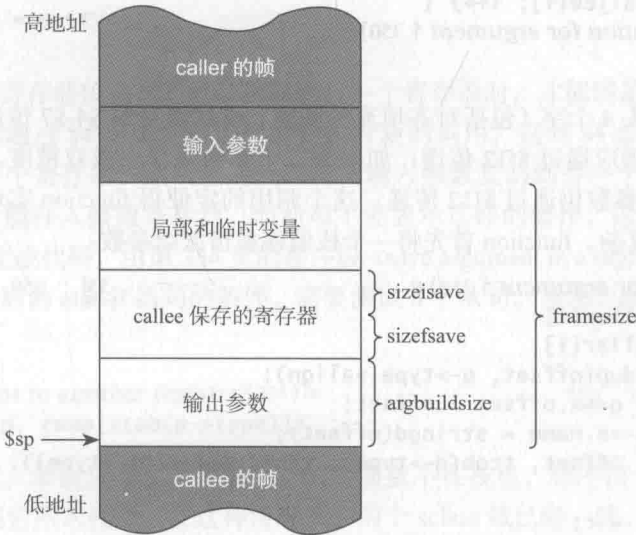 高地址
caller 的帧
输入参数
局部和临时变量
callee 保存的寄存器
sizeisave
sizefsave
framesize
输出参数
argbuildsize
$sp
callee 的帧
低地址